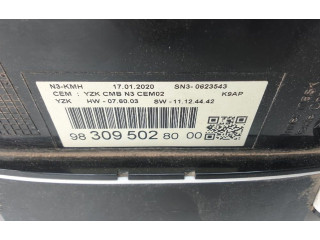 N3-KMH 17.01.2020 SN3- 0623543
CEM : YZK CMB N3 CEM02 K9AP
YZK HW - 07.60.03 SW - 11.12.44.42
98 309 502 80 00